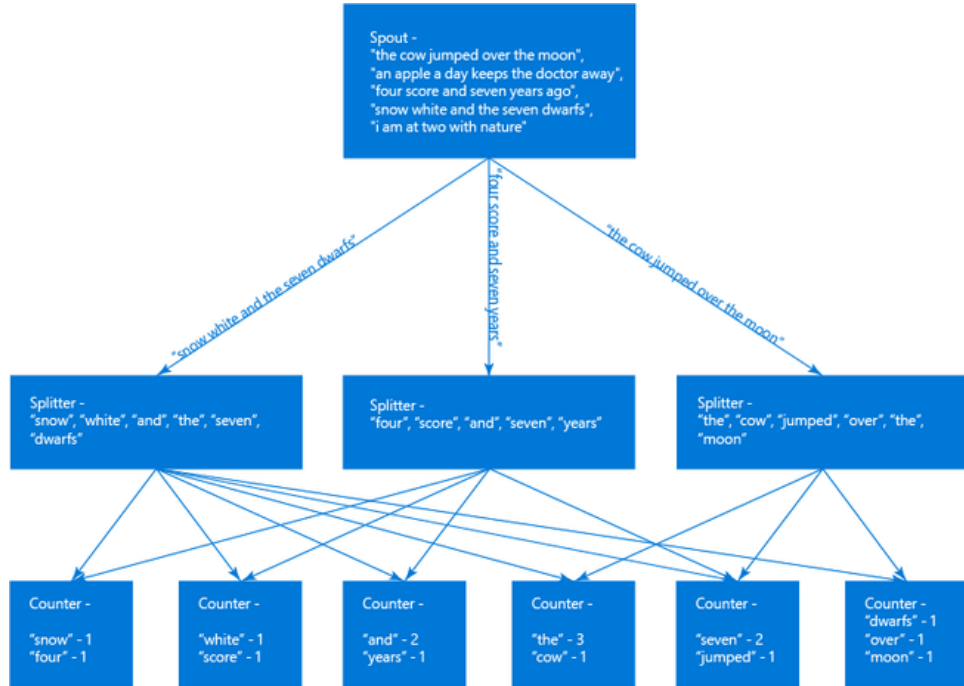 Spout -
"the cow jumped over the moon",
"an apple a day keeps the doctor away",
"four score and seven years ago",
"snow white and the seven dwarfs",
"i am at two with nature"
"snow white and the seven dwarfs"
"four score and seven years"
"the cow jumped over the moon"
Splitter -
"snow", "white", "and", "the", "seven",
"dwarfs"
Splitter -
"four", "score", "and", "seven", "years"
Splitter -
"the", "cow", "jumped", "over", "the",
"moon"
Counter -
"snow" - 1
"four" - 1
Counter -
"white" - 1
"score" - 1
Counter -
"and" - 2
"years" - 1
Counter -
"the" - 3
"cow" - 1
Counter -
"seven" - 2
"jumped" - 1
Counter -
"dwarfs" - 1
"over" - 1
"moon" - 1